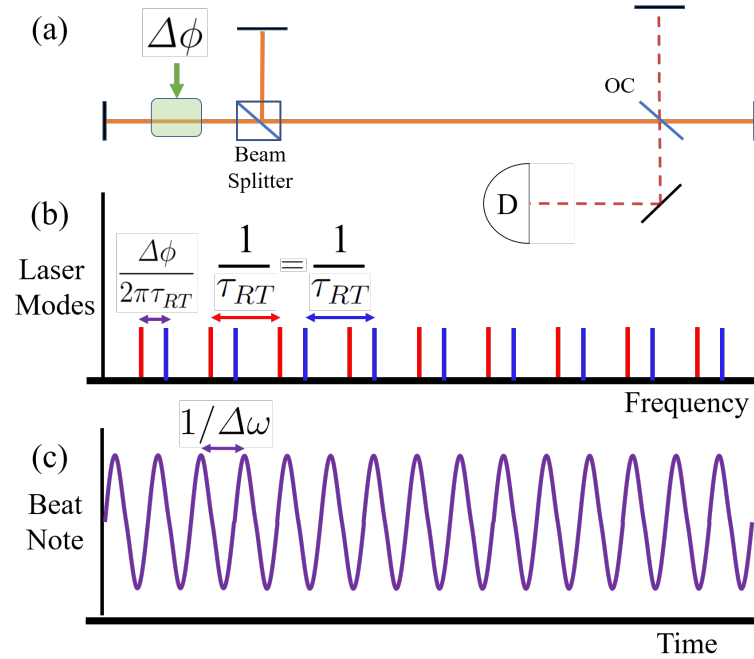 (a)
Δϕ
OC
Beam
Splitter
D
(b)
Laser
Modes
Δϕ / 2πτ_RT
1 / τ_RT = 1 / τ_RT
Frequency
(c)
1/Δω
Beat
Note
Time